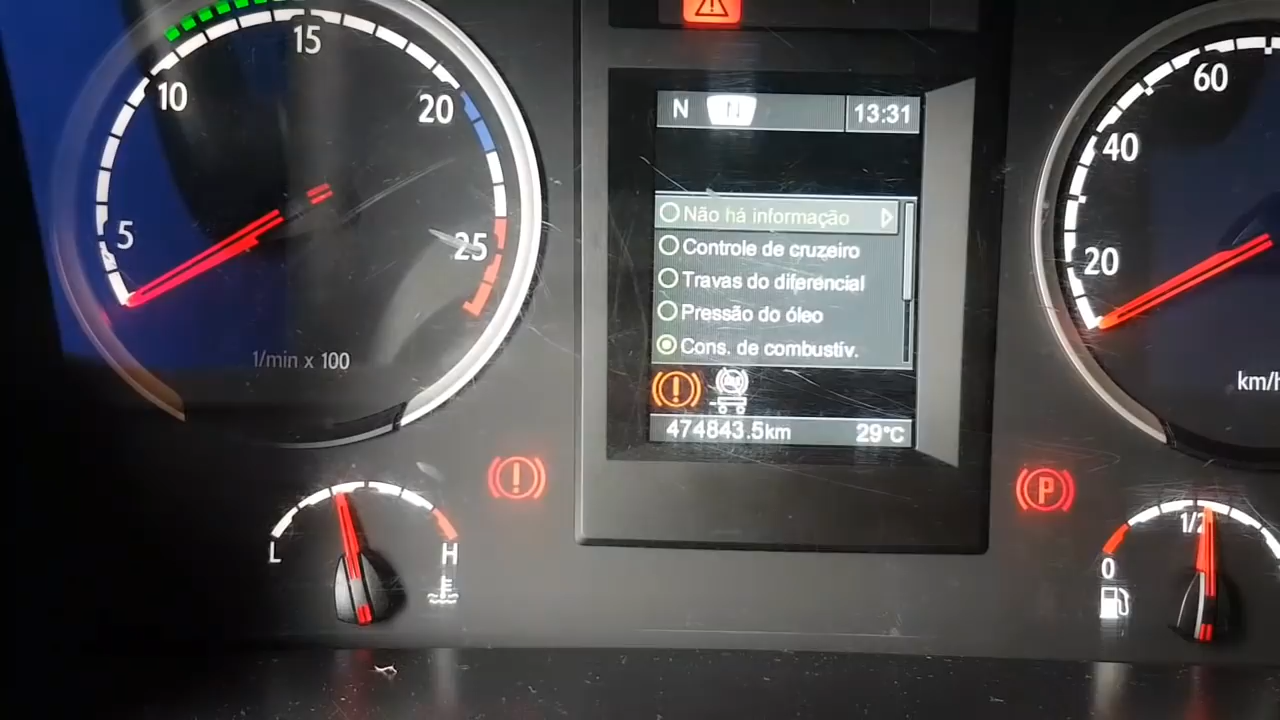 15
10
20
5
25
1/min x 100
N N 13:31
Não há informação
Controle de cruzeiro
Travas do diferencial
Pressão do óleo
Cons. de combustív.
474843.5km 29°C
60
40
20
km/h
L H
P
0 1/2